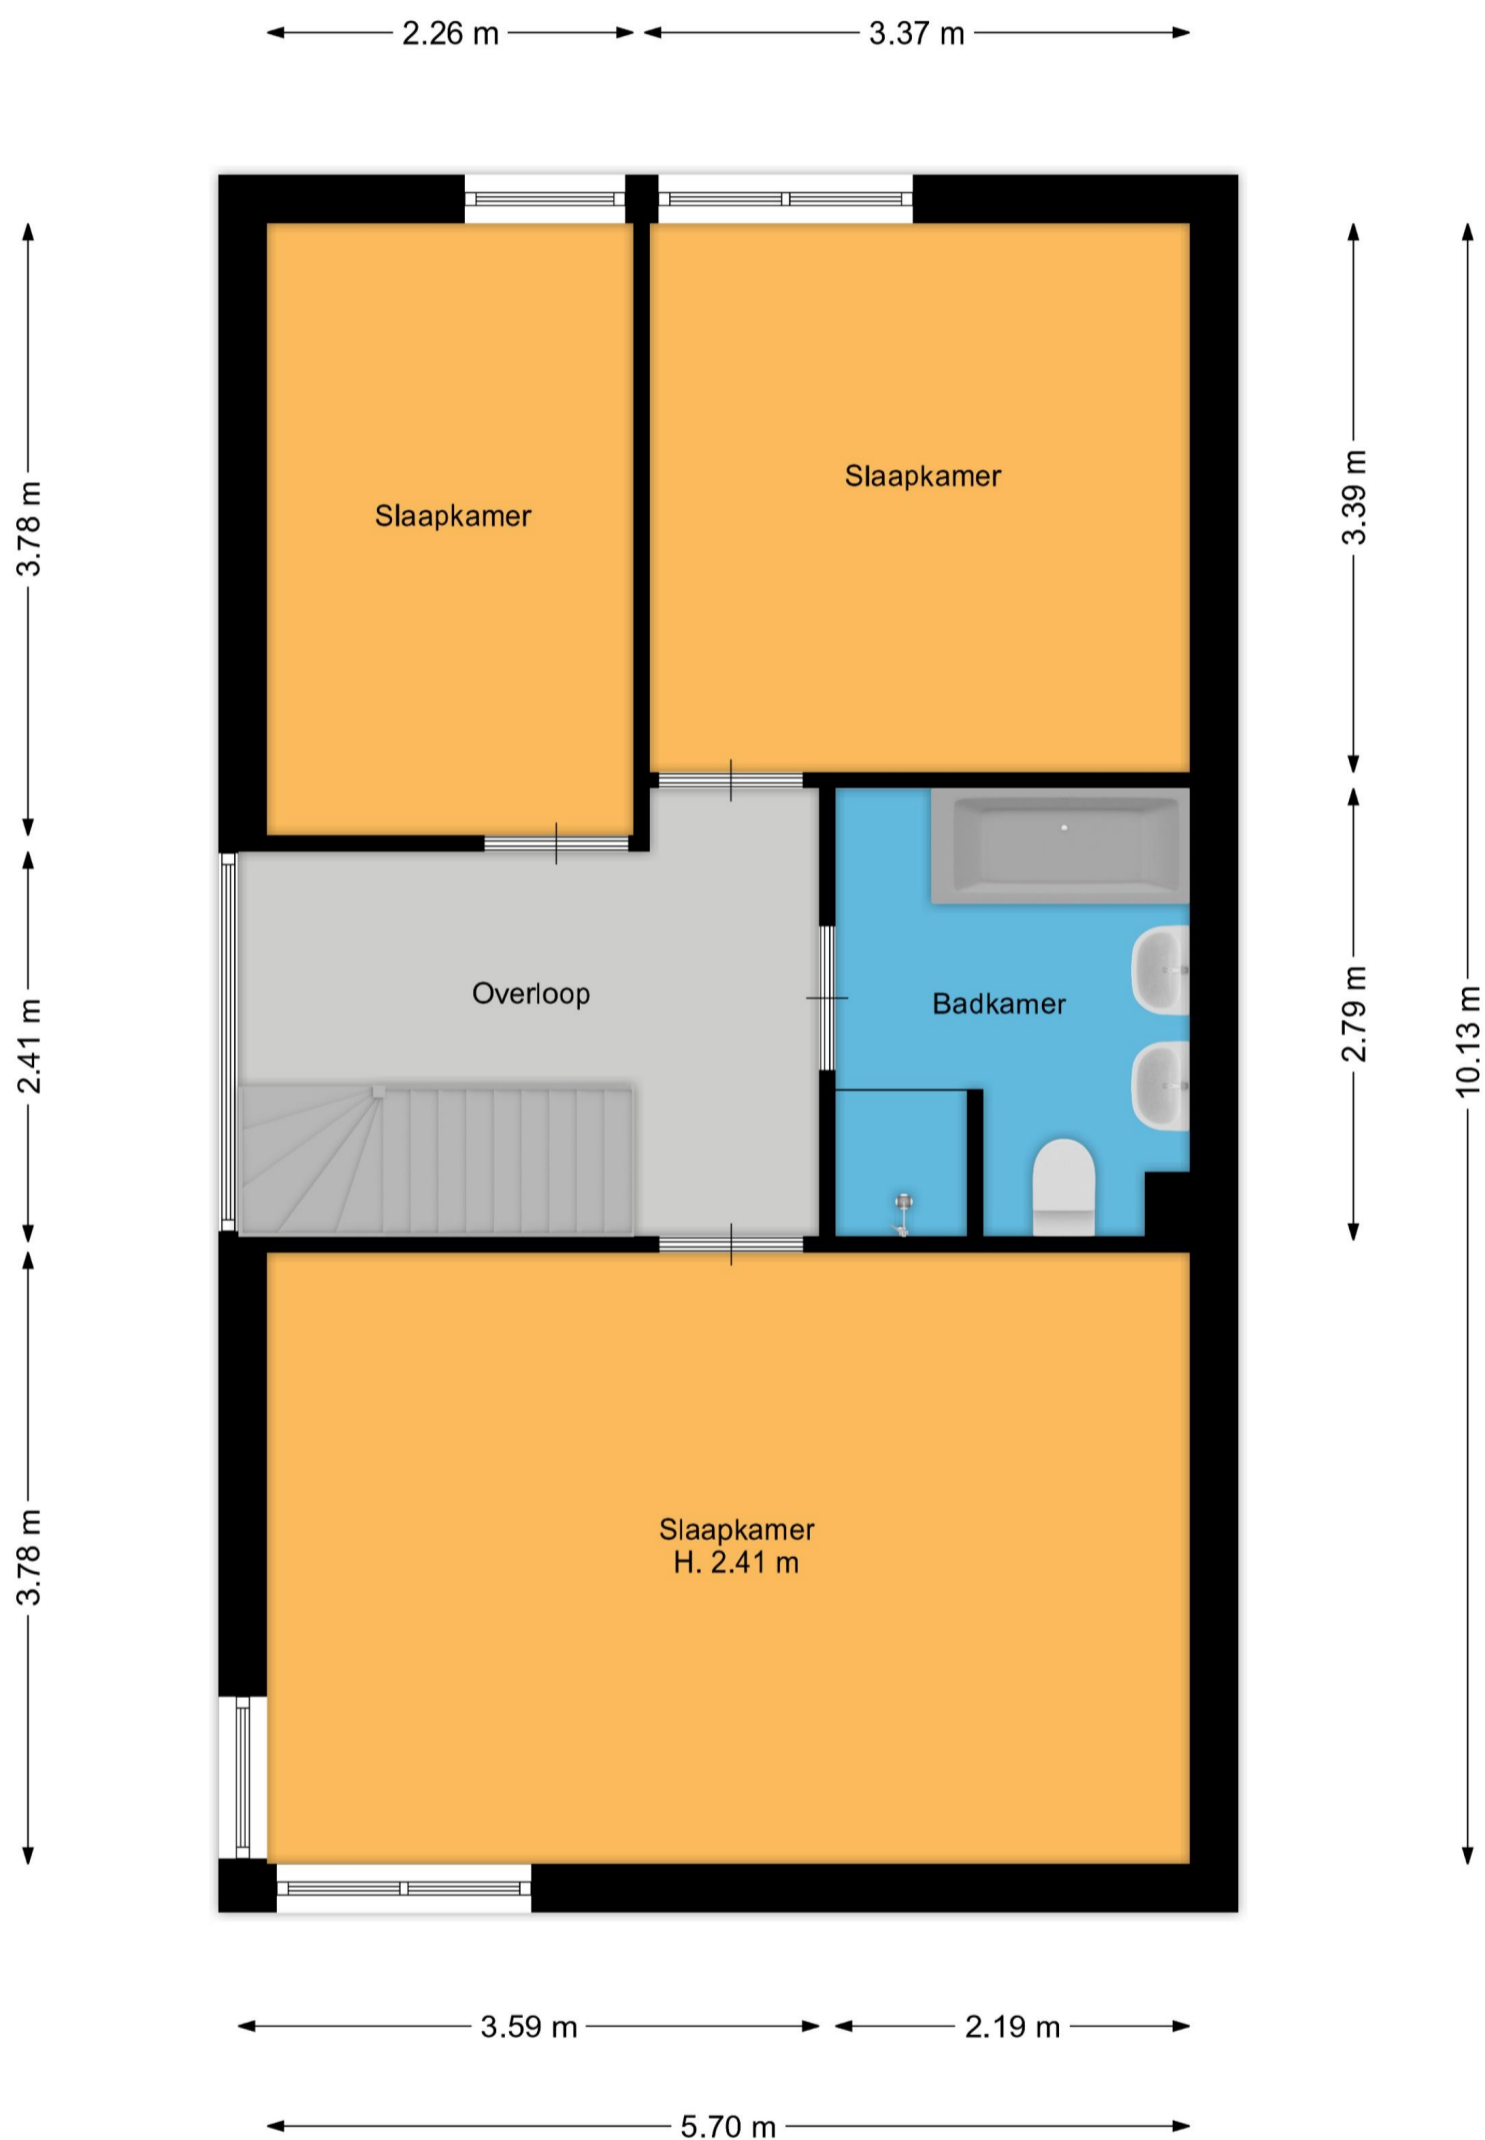 2.26 m
3.37 m
Slaapkamer
Slaapkamer
3.78 m
3.39 m
Overloop
Badkamer
2.41 m
2.79 m
10.13 m
Slaapkamer
H. 2.41 m
3.78 m
3.59 m
2.19 m
5.70 m